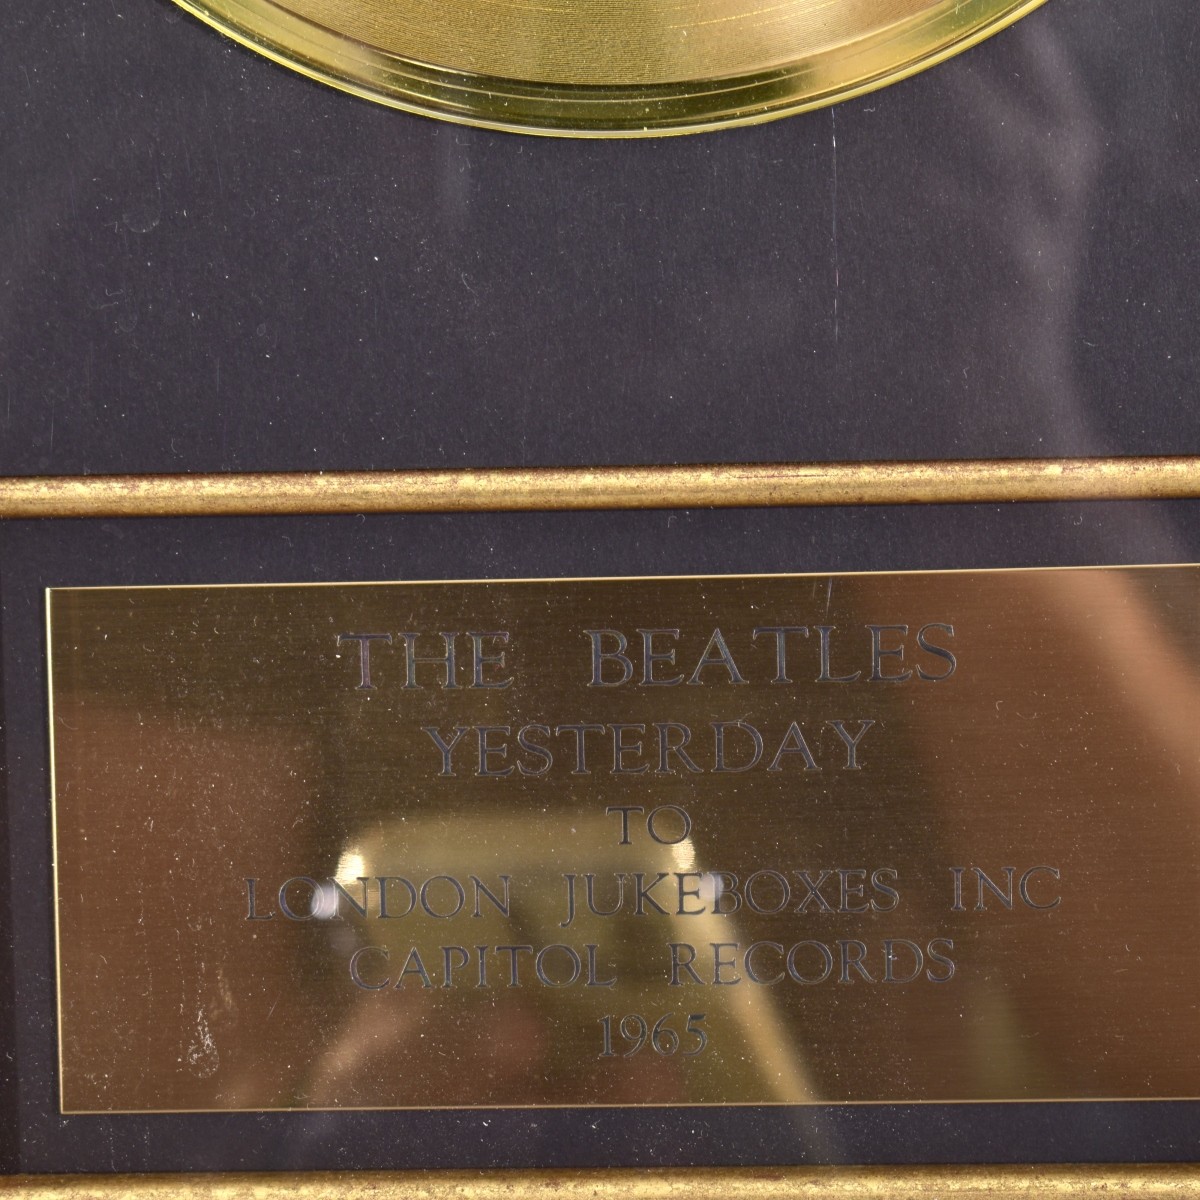 THE BEATLES
YESTERDAY
TO
LONDON JUKEBOXES INC
CAPITOL RECORDS
1965